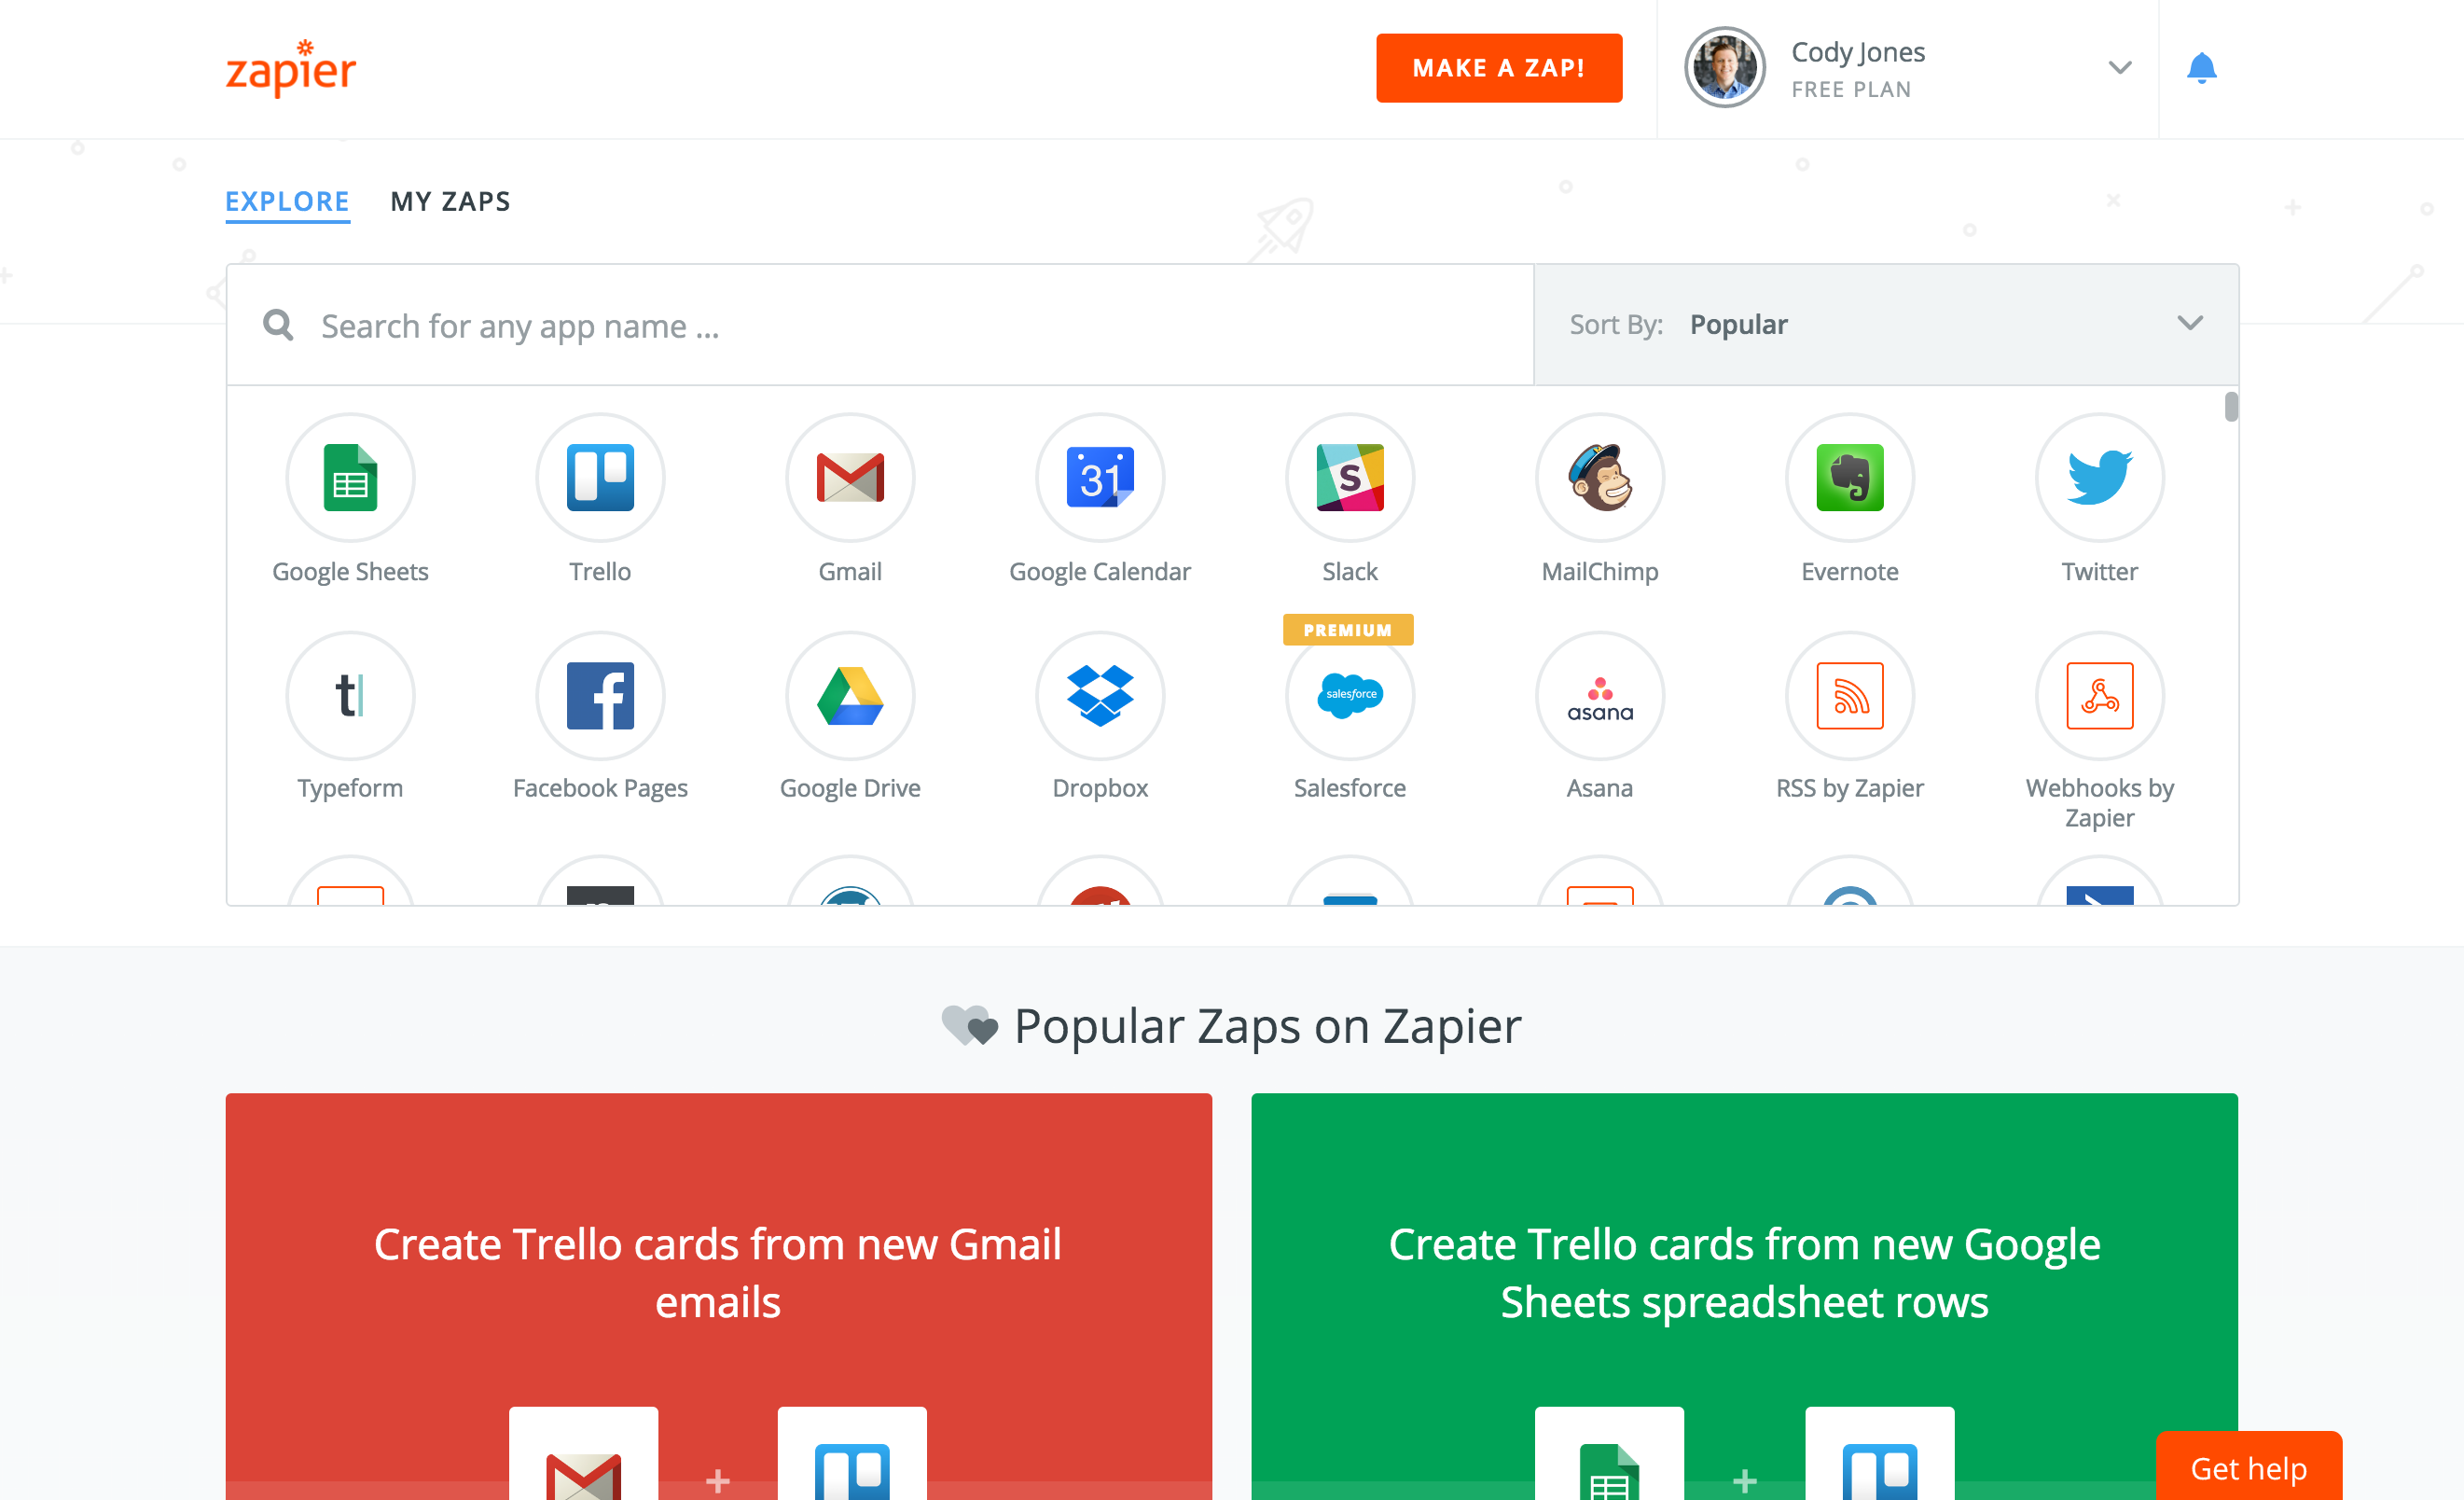 zapier
MAKE A ZAP!
Cody Jones
FREE PLAN
EXPLORE MY ZAPS
Search for any app name ...
Sort By: Popular
31
S
Google Sheets Trello Gmail Google Calendar Slack MailChimp Evernote Twitter
PREMIUM
salesforce
asana
Typeform Facebook Pages Google Drive Dropbox Salesforce Asana RSS by Zapier Webhooks by
Zapier
Popular Zaps on Zapier
Create Trello cards from new Gmail
emails
Create Trello cards from new Google
Sheets spreadsheet rows
+
+
Get help